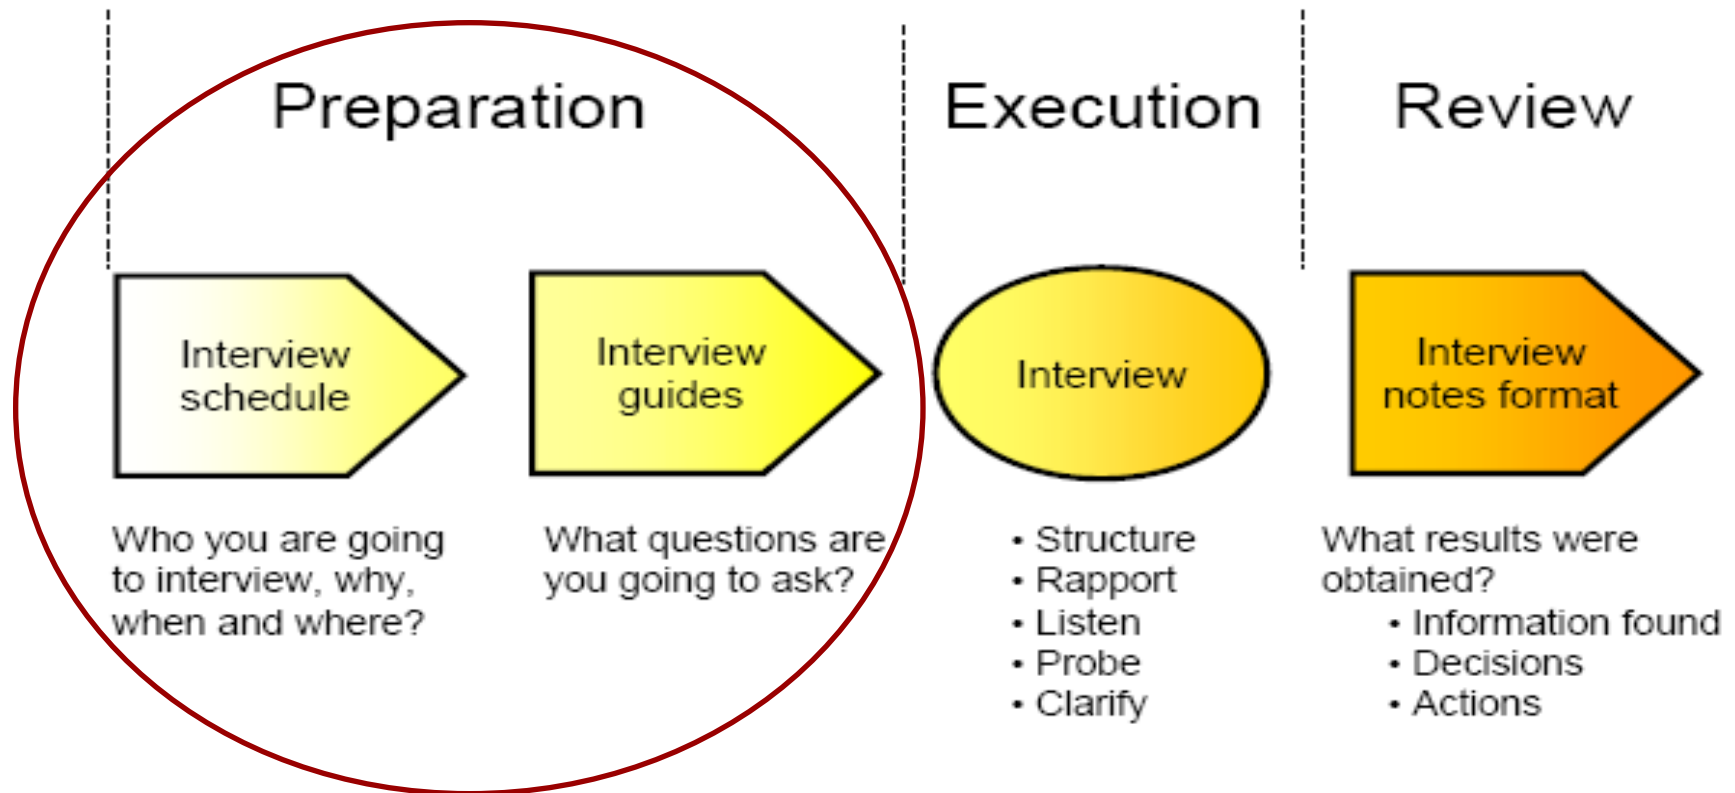 Preparation
Execution
Review
Interview
schedule
Interview
guides
Interview
Interview
notes format
Who you are going
to interview, why,
when and where?
What questions are
you going to ask?
• Structure
• Rapport
• Listen
• Probe
• Clarify
What results were
obtained?
• Information found
• Decisions
• Actions